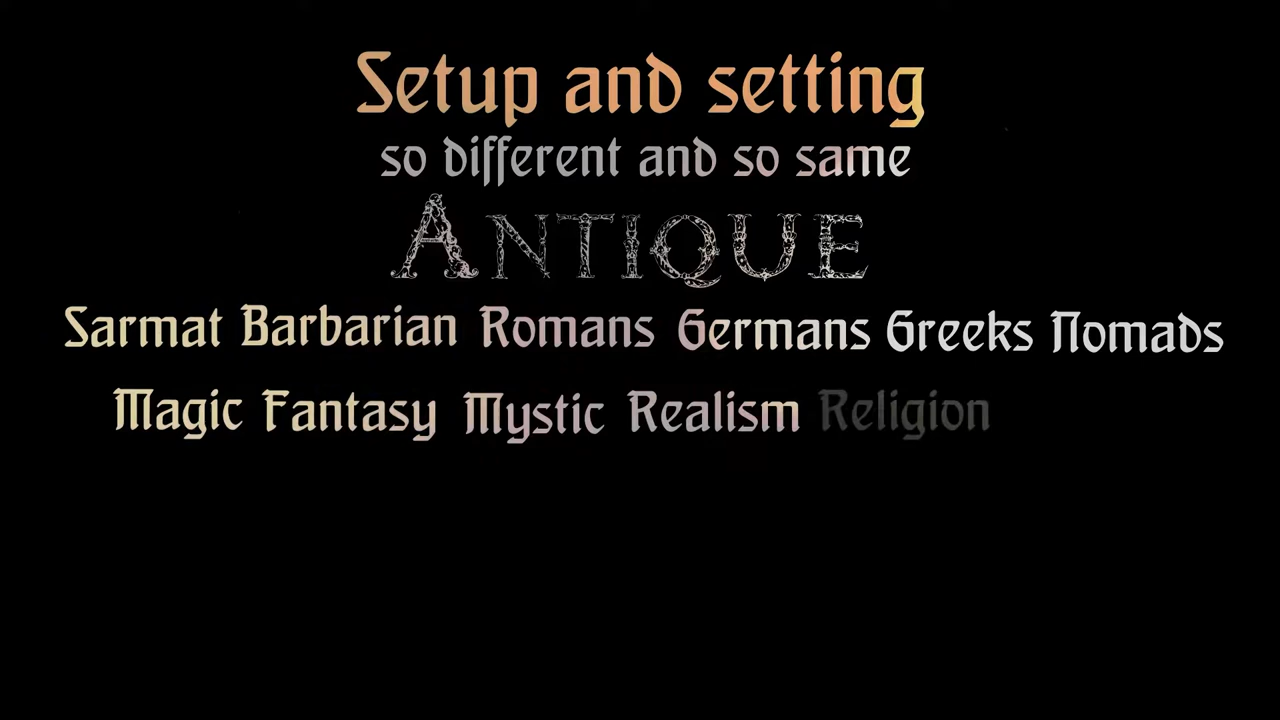 Setup and setting
so different and so same
ANTIQUE
Sarmat Barbarian Romans Germans Greeks Nomads
Magic Fantasy Mystic Realism Religion